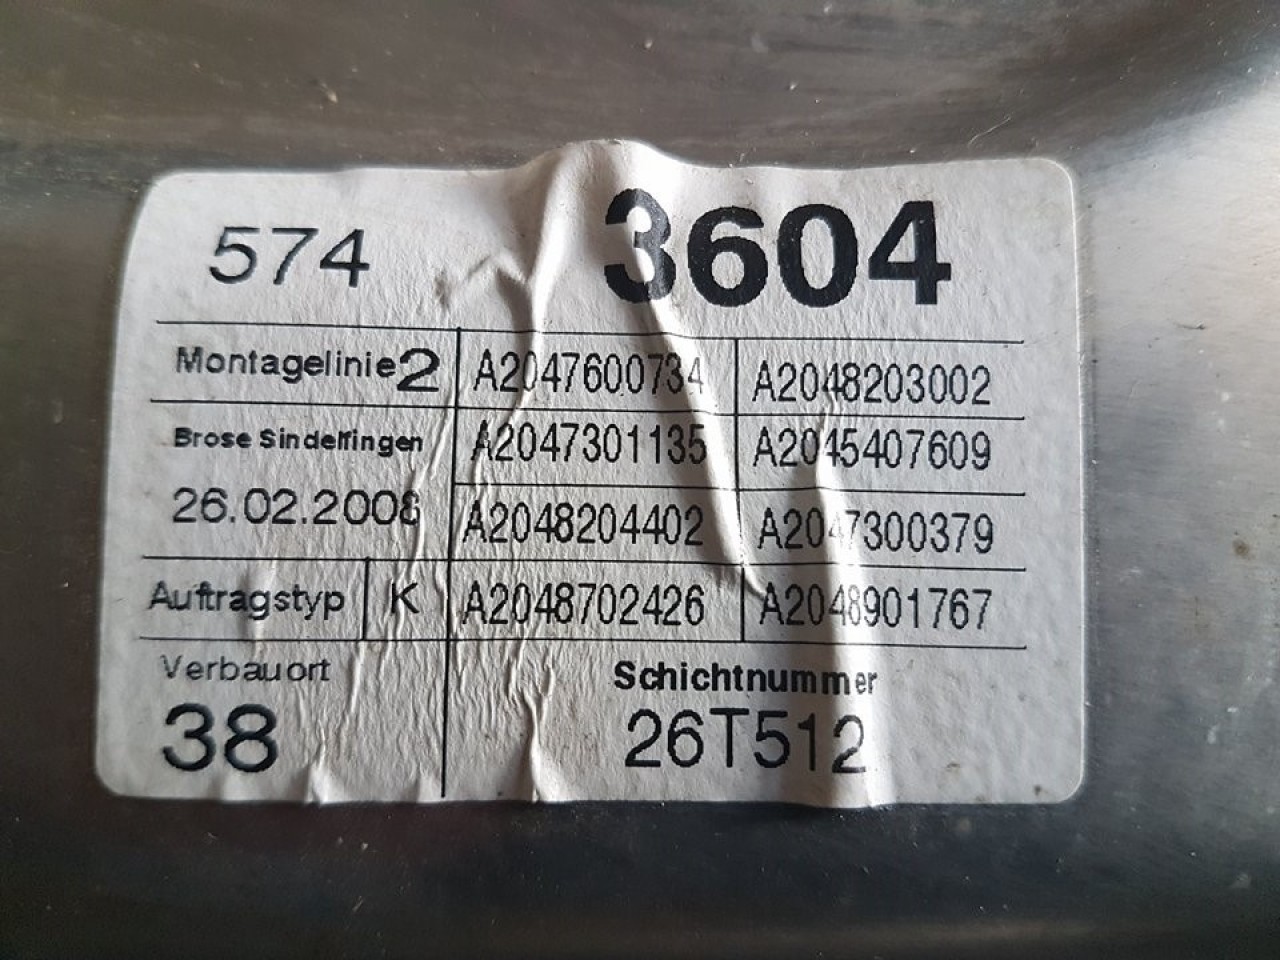 574 3604
Montagelinie 2 A2047600734 A2048203002
Brose Sindelfingen A2047301135 A2045407609
26.02.2008 A2048204402 A2047300379
Auftragstyp K A2048702426 A2048901767
Verbauort Schichtnummer
38 26T512